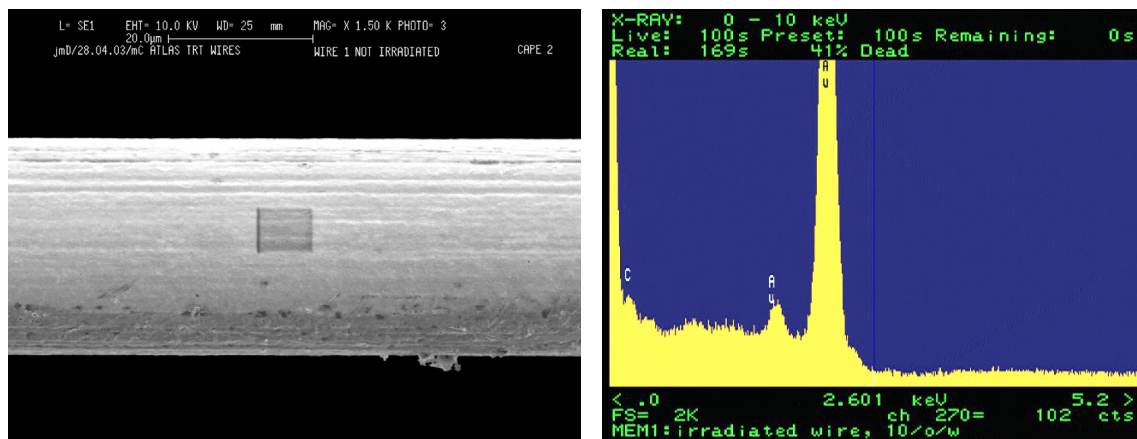 L= SE1 EHT= 10.0 KV WD= 25 mm MAG= X 1.50 K PHOTO= 3
20.0µm
jmD/28.04.03/mC ATLAS TRT WIRES WIRE 1 NOT IRRADIATED CAPE 2
X-RAY: 0 - 10 keV
Live: 100s Preset: 100s Remaining: 0s
Real: 169s 41% Dead
Au
C
Au
< .0 2.601 keV 5.2 >
FS= 2K ch 270= 102 cts
MEM1:irradiated wire, 10/o/w